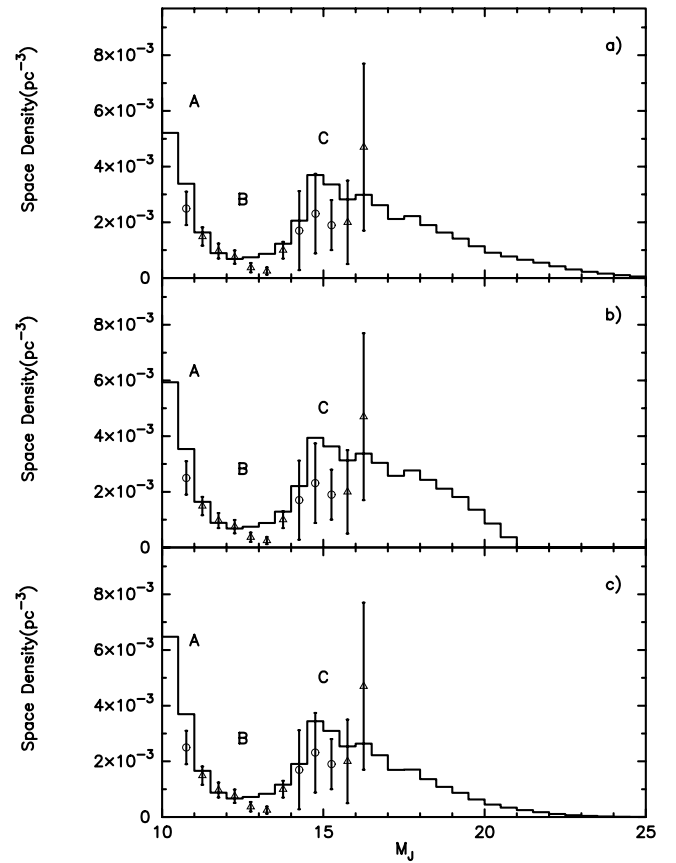 a)
8×10⁻³
6×10⁻³
4×10⁻³
2×10⁻³
0
Space Density(pc⁻³)
A
B
C
b)
8×10⁻³
6×10⁻³
4×10⁻³
2×10⁻³
0
Space Density(pc⁻³)
A
B
C
c)
8×10⁻³
6×10⁻³
4×10⁻³
2×10⁻³
0
Space Density(pc⁻³)
A
B
C
10 15 20 25
M_J